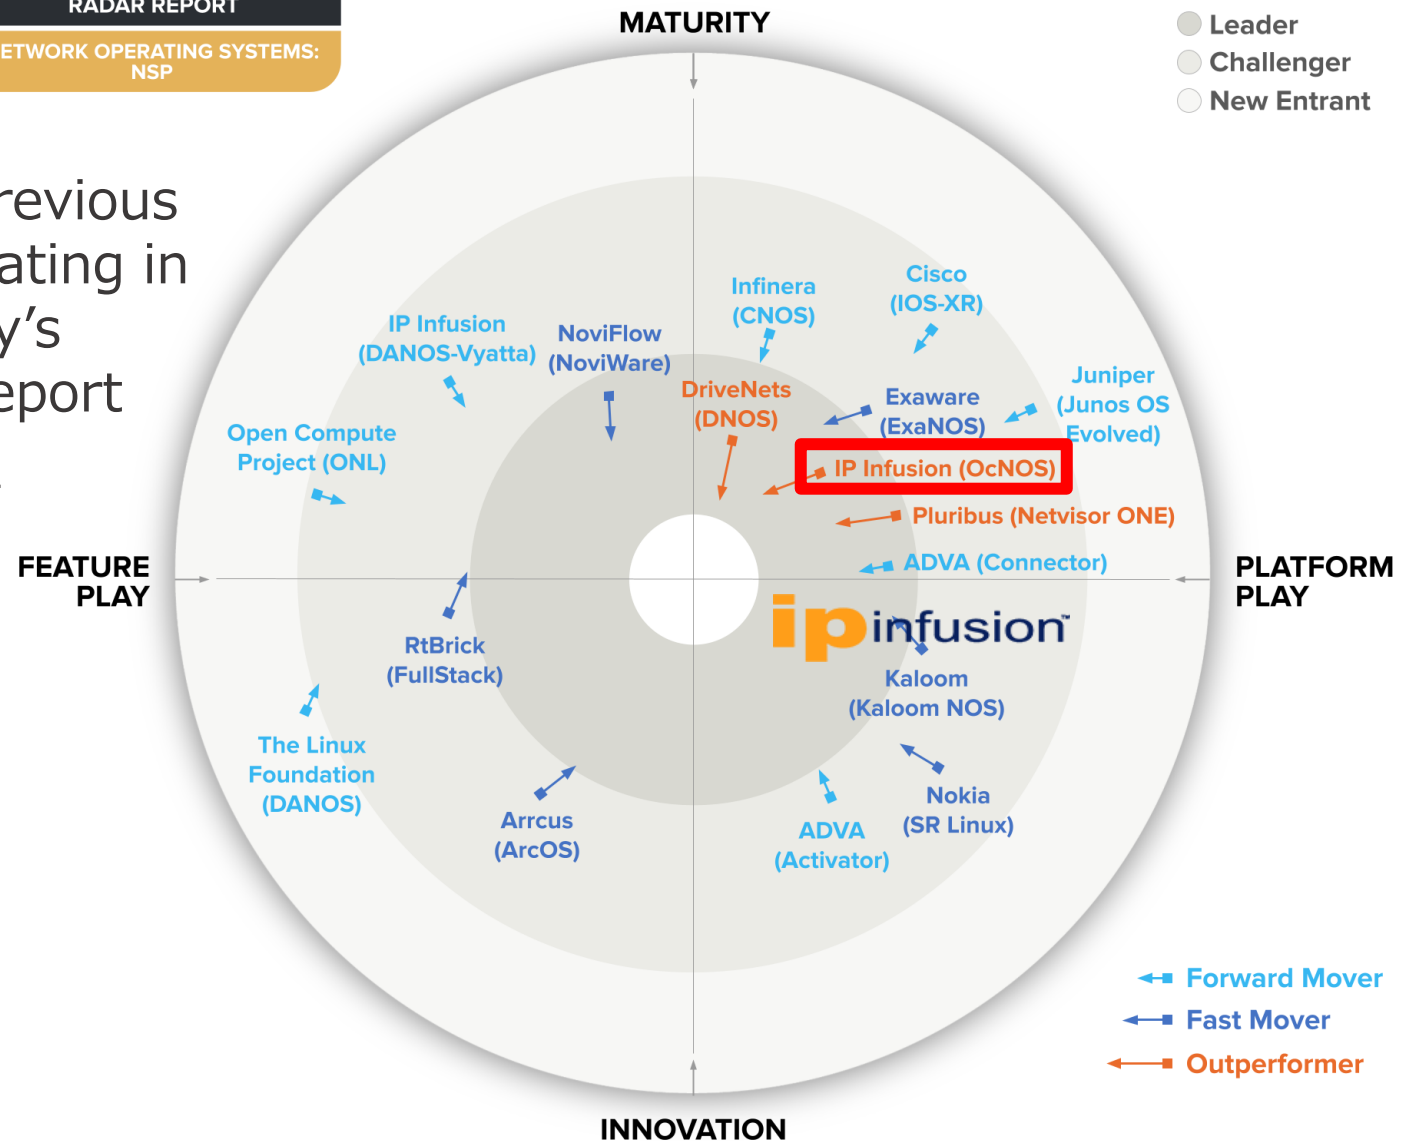 RADAR REPORT
ETWORK OPERATING SYSTEMS:
NSP
MATURITY
Leader
Challenger
New Entrant
revious
ating in
y’s
eport
.
Infinera
(CNOS)
Cisco
(IOS-XR)
IP Infusion
(DANOS-Vyatta)
NoviFlow
(NoviWare)
DriveNets
(DNOS)
Exaware
(ExaNOS)
Juniper
(Junos OS
Evolved)
Open Compute
Project (ONL)
IP Infusion (OcNOS)
Pluribus (Netvisor ONE)
ADVA (Connector)
FEATURE
PLAY
PLATFORM
PLAY
ipinfusion™
RtBrick
(FullStack)
Kaloom
(Kaloom NOS)
The Linux
Foundation
(DANOS)
Arrcus
(ArcOS)
ADVA
(Activator)
Nokia
(SR Linux)
Forward Mover
Fast Mover
Outperformer
INNOVATION